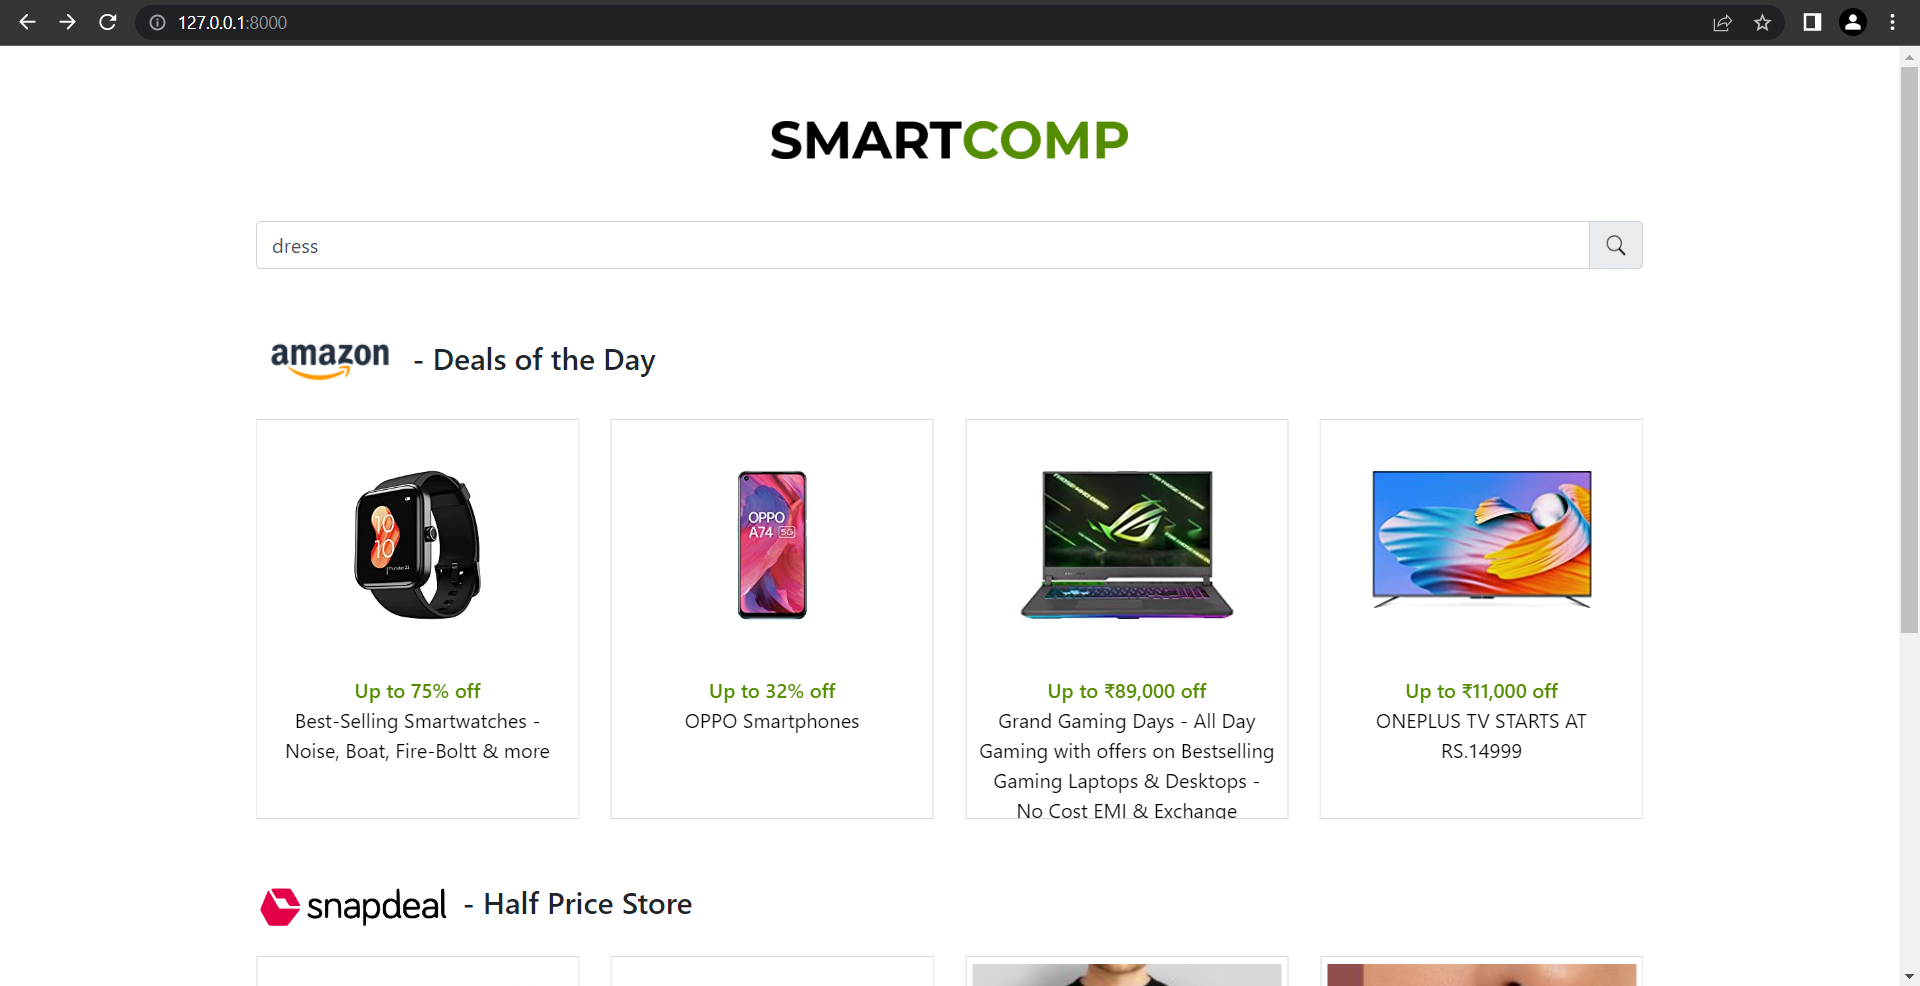 127.0.0.1:8000
SMARTCOMP
dress
amazon - Deals of the Day
10
10
OPPO
A74 5G
Up to 75% off
Best-Selling Smartwatches -
Noise, Boat, Fire-Boltt & more
Up to 32% off
OPPO Smartphones
Up to ₹89,000 off
Grand Gaming Days - All Day
Gaming with offers on Bestselling
Gaming Laptops & Desktops -
No Cost EMI & Exchange
Up to ₹11,000 off
ONEPLUS TV STARTS AT
RS.14999
snapdeal - Half Price Store